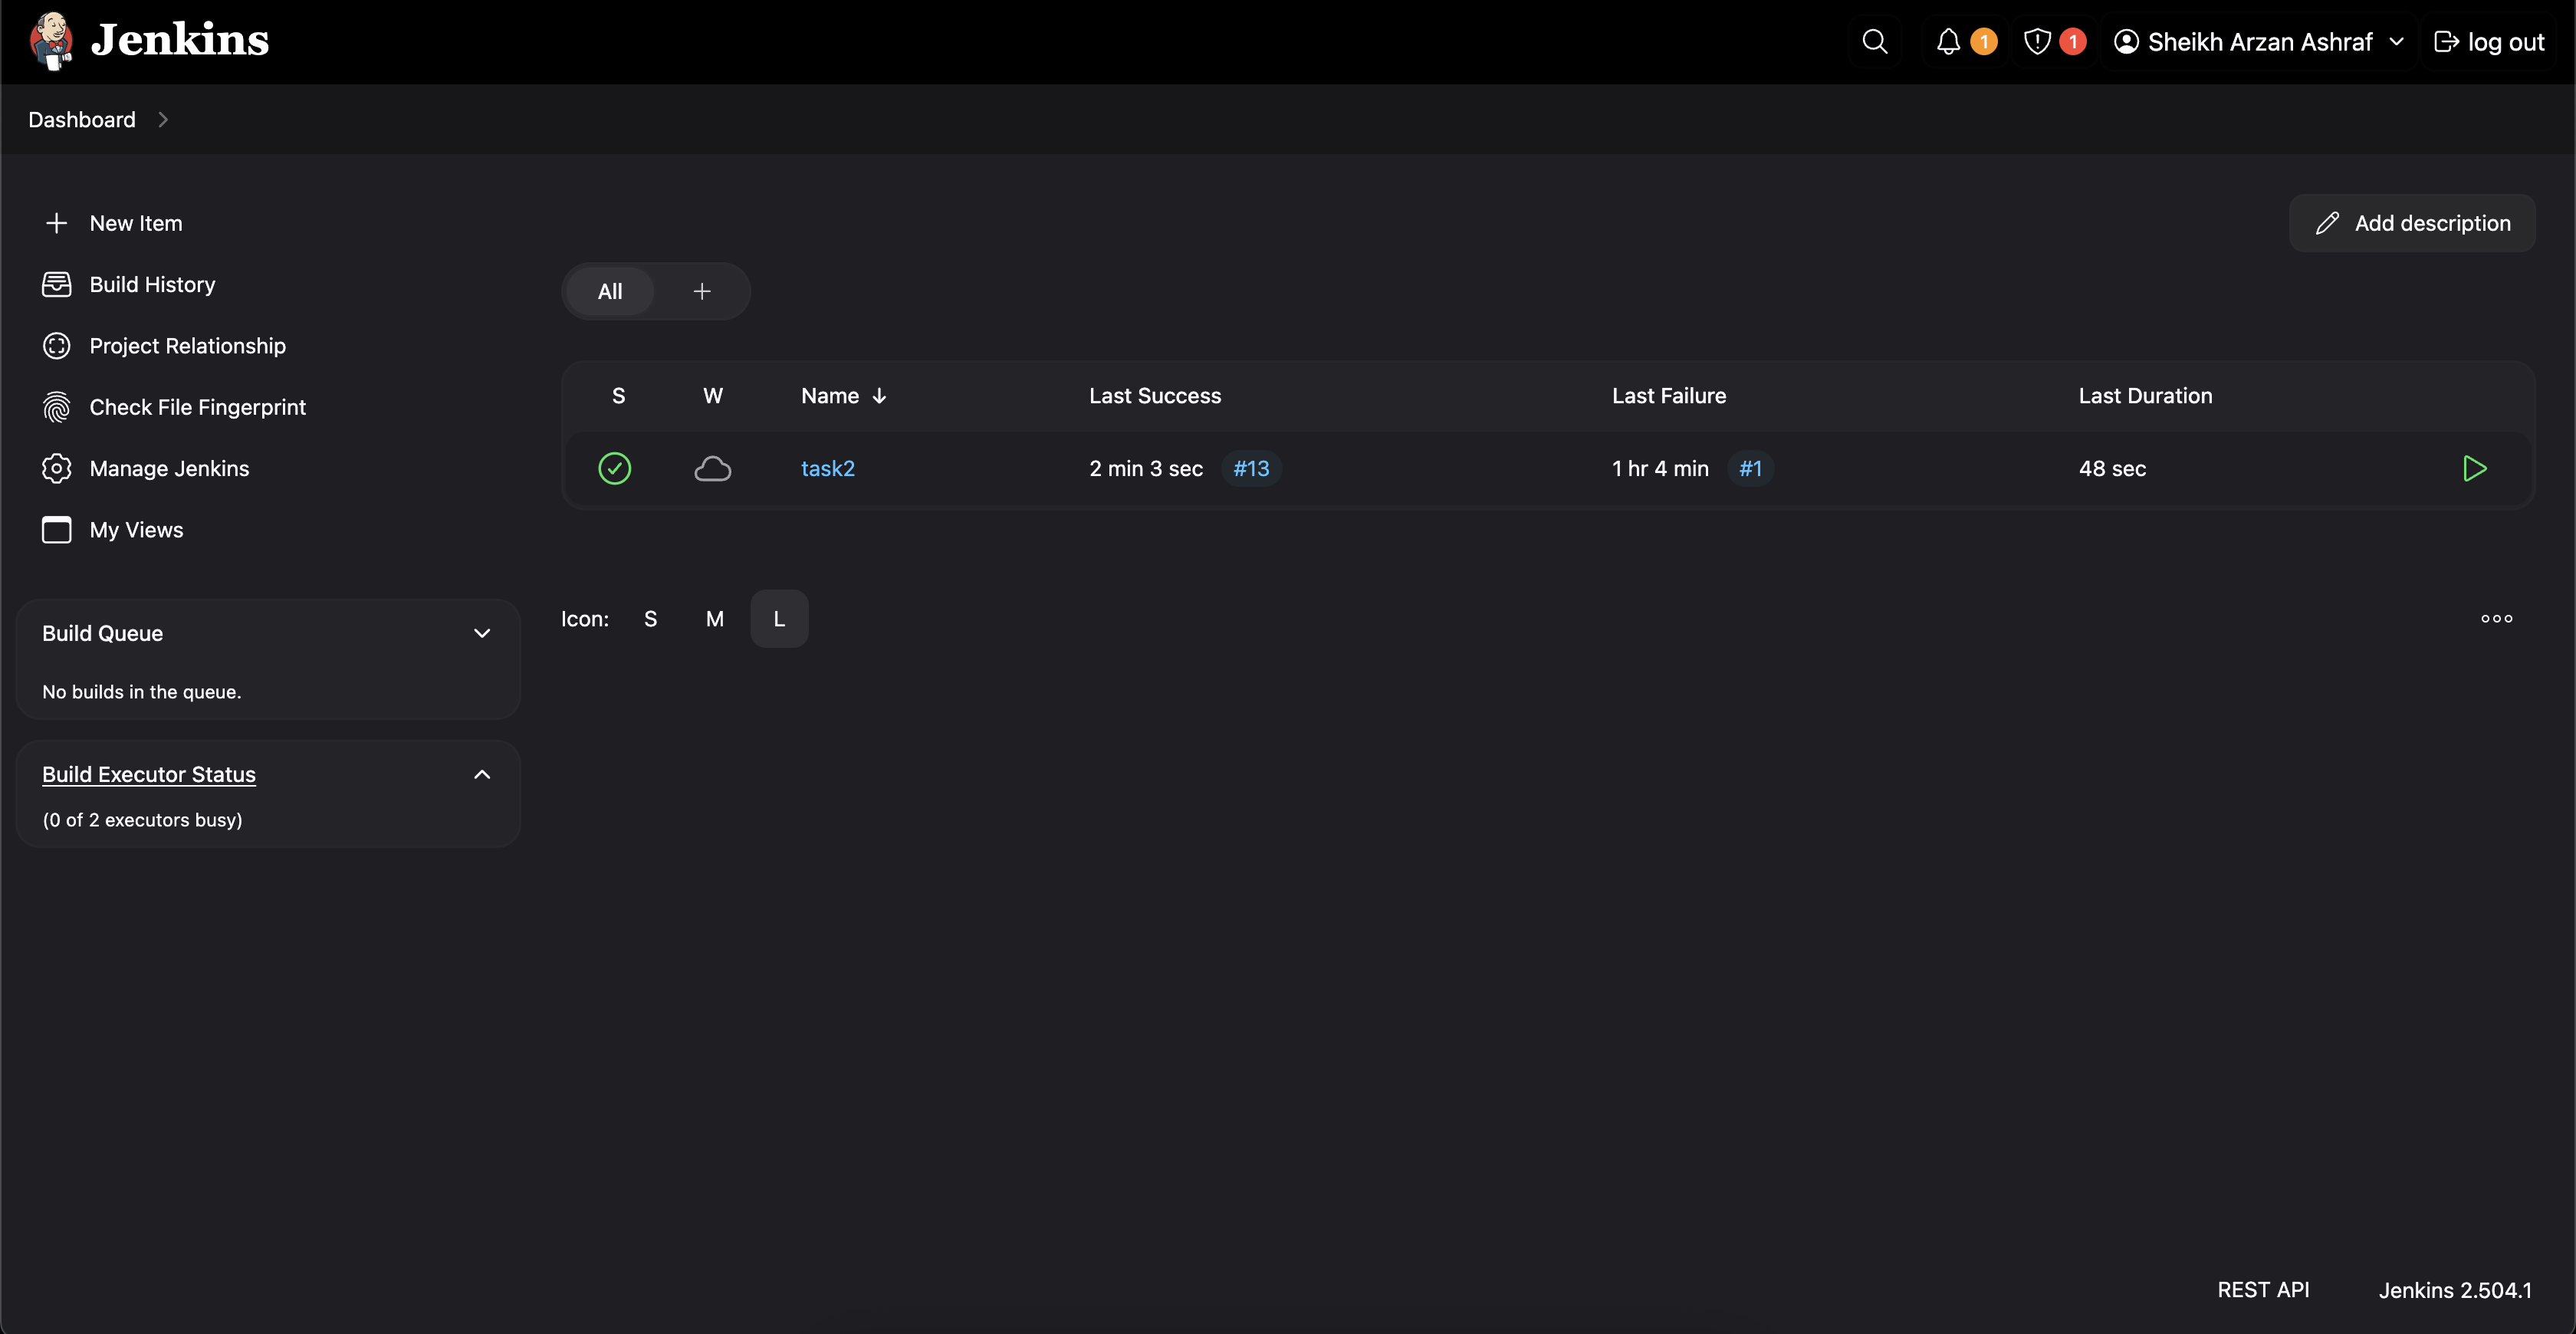 Jenkins
1
1
Sheikh Arzan Ashraf
log out
Dashboard
New Item
Build History
Project Relationship
Check File Fingerprint
Manage Jenkins
My Views
Build Queue
No builds in the queue.
Build Executor Status
(0 of 2 executors busy)
Add description
All
S W Name Last Success Last Failure Last Duration
task2 2 min 3 sec #13 1 hr 4 min #1 48 sec
Icon: S M L
REST API Jenkins 2.504.1